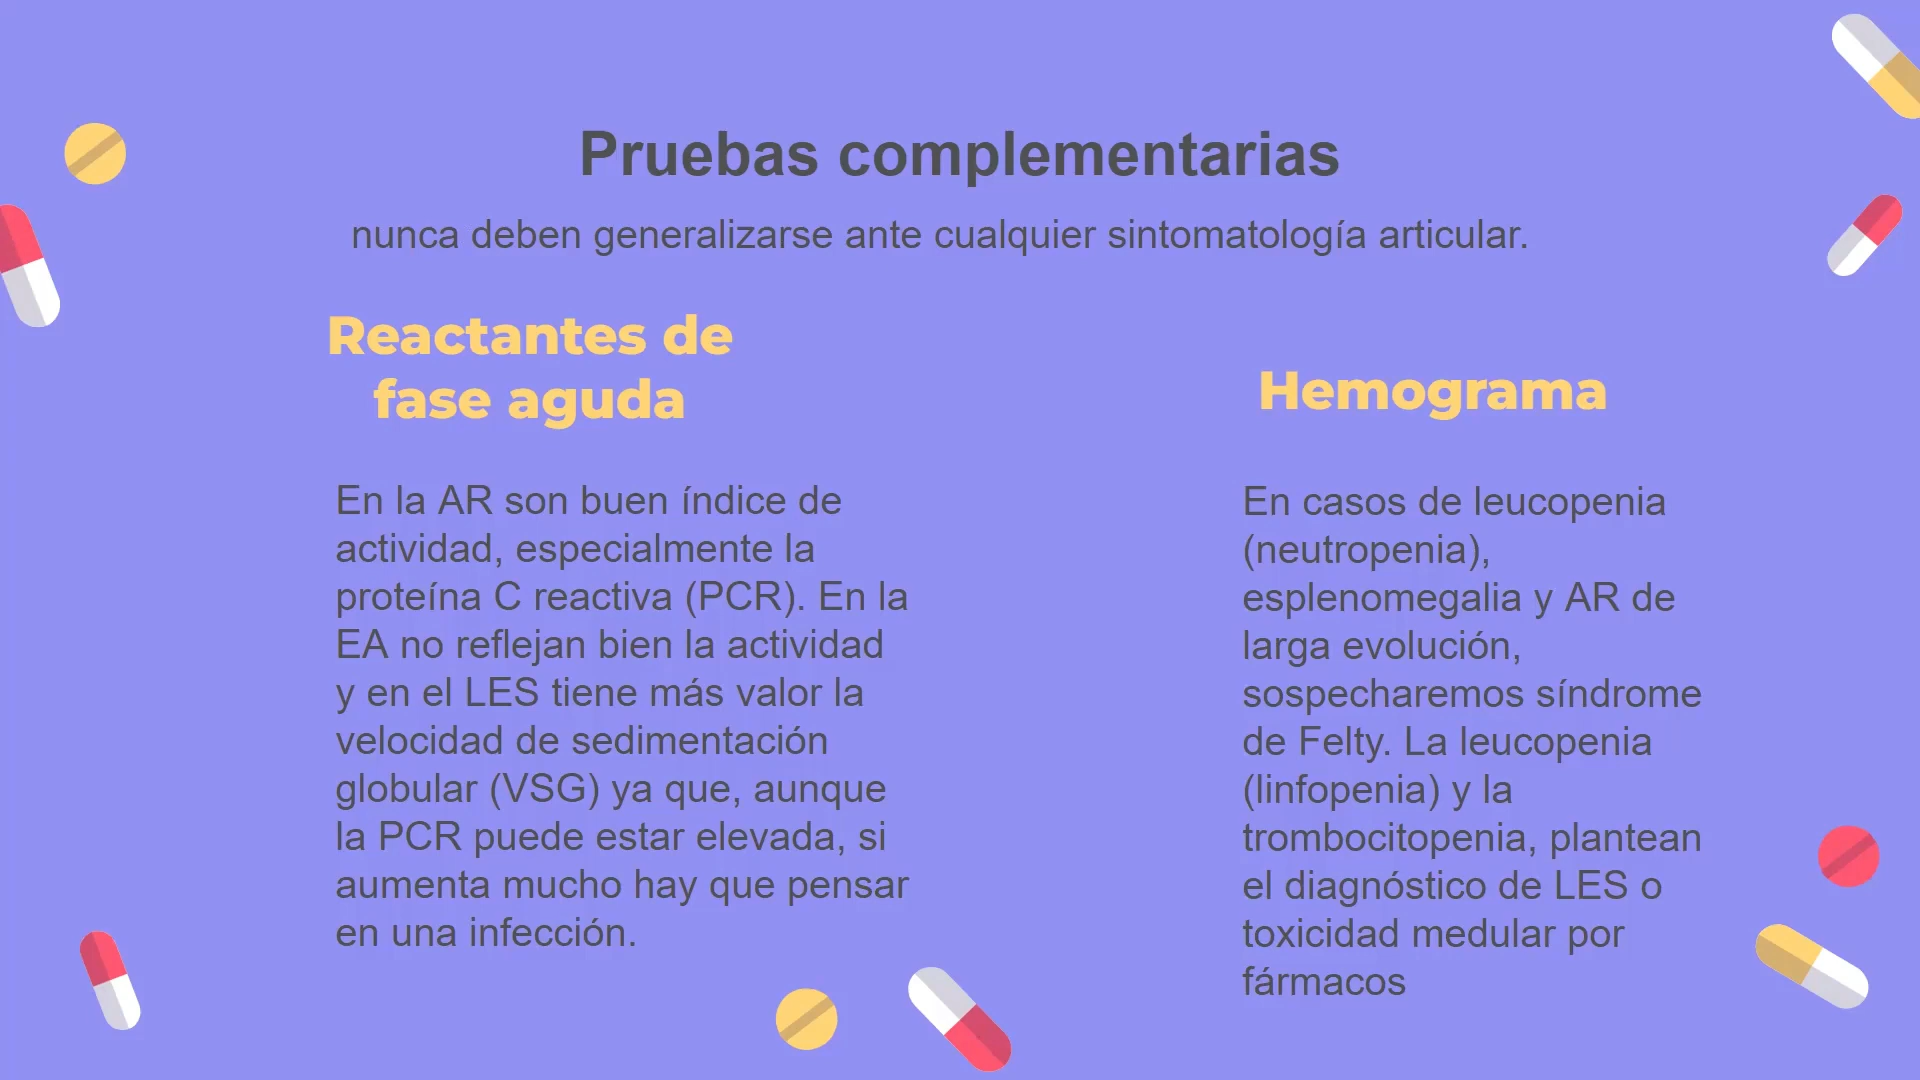 Pruebas complementarias
nunca deben generalizarse ante cualquier sintomatología articular.
Reactantes de
fase aguda
En la AR son buen índice de
actividad, especialmente la
proteína C reactiva (PCR). En la
EA no reflejan bien la actividad
y en el LES tiene más valor la
velocidad de sedimentación
globular (VSG) ya que, aunque
la PCR puede estar elevada, si
aumenta mucho hay que pensar
en una infección.
Hemograma
En casos de leucopenia
(neutropenia),
esplenomegalia y AR de
larga evolución,
sospecharemos síndrome
de Felty. La leucopenia
(linfopenia) y la
trombocitopenia, plantean
el diagnóstico de LES o
toxicidad medular por
fármacos